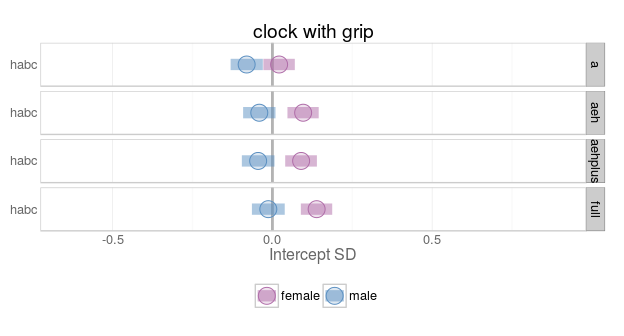 clock with grip
habc
a
habc
aeh
habc
aehplus
habc
full
-0.5 0.0 0.5
Intercept SD
female male